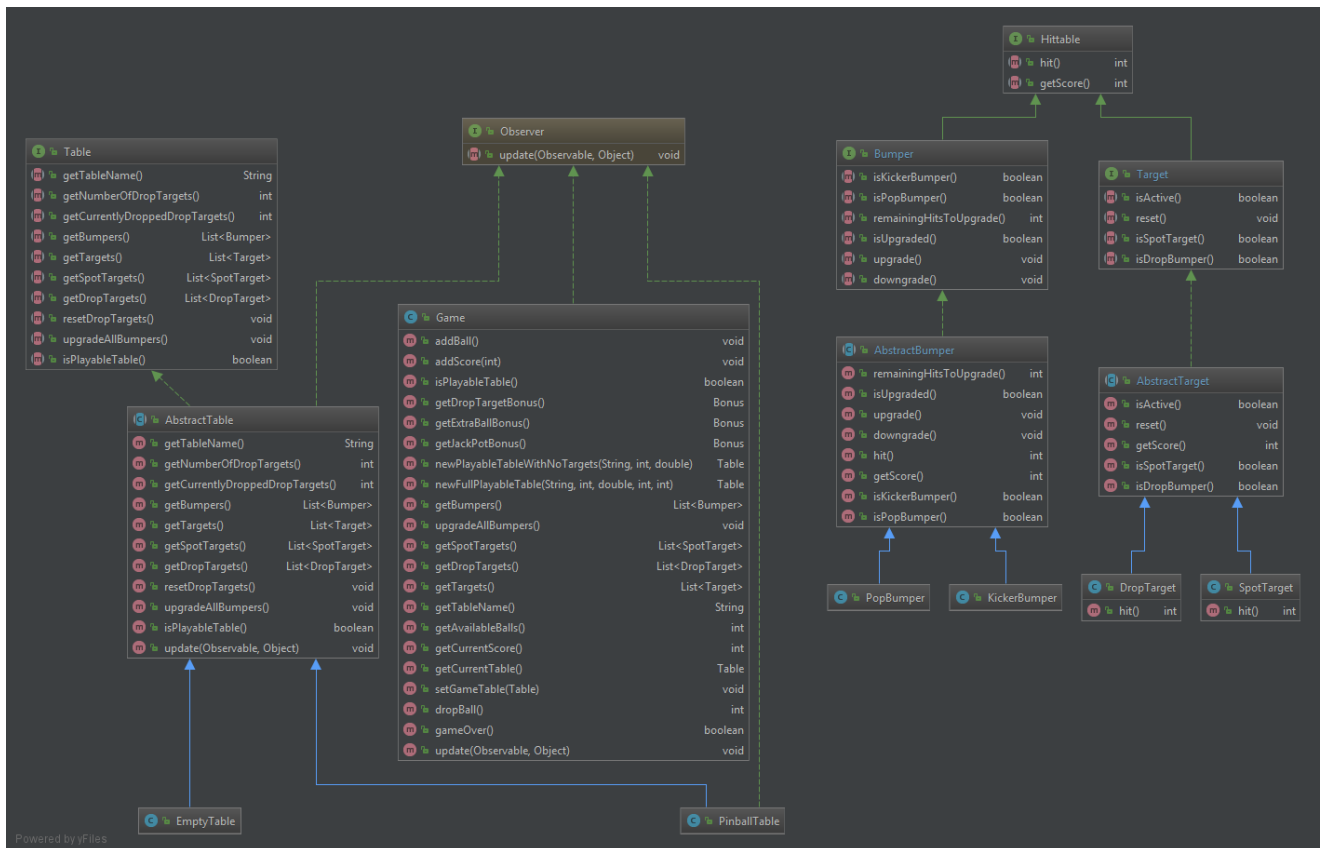 Hittable
hit() int
getScore() int
Observer
update(Observable, Object) void
Table
getTableName() String
getNumberOfDropTargets() int
getCurrentlyDroppedDropTargets() int
getBumpers() List<Bumper>
getTargets() List<Target>
getSpotTargets() List<SpotTarget>
getDropTargets() List<DropTarget>
resetDropTargets() void
upgradeAllBumpers() void
isPlayableTable() boolean
Bumper
isKickerBumper() boolean
isPopBumper() boolean
remainingHitsToUpgrade() int
isUpgraded() boolean
upgrade() void
downgrade() void
Target
isActive() boolean
reset() void
isSpotTarget() boolean
isDropBumper() boolean
Game
addBall() void
addScore(int) void
isPlayableTable() boolean
getDropTargetBonus() Bonus
getExtraBallBonus() Bonus
getJackPotBonus() Bonus
newPlayableTableWithNoTargets(String, int, double) Table
newFullPlayableTable(String, int, double, int, int) Table
getBumpers() List<Bumper>
upgradeAllBumpers() void
getSpotTargets() List<SpotTarget>
getDropTargets() List<DropTarget>
getTargets() List<Target>
getTableName() String
getAvailableBalls() int
getCurrentScore() int
getCurrentTable() Table
setGameTable(Table) void
dropBall() int
gameOver() boolean
update(Observable, Object) void
AbstractBumper
remainingHitsToUpgrade() int
isUpgraded() boolean
upgrade() void
downgrade() void
hit() int
getScore() int
isKickerBumper() boolean
isPopBumper() boolean
AbstractTarget
isActive() boolean
reset() void
getScore() int
isSpotTarget() boolean
isDropBumper() boolean
AbstractTable
getTableName() String
getNumberOfDropTargets() int
getCurrentlyDroppedDropTargets() int
getBumpers() List<Bumper>
getTargets() List<Target>
getSpotTargets() List<SpotTarget>
getDropTargets() List<DropTarget>
resetDropTargets() void
upgradeAllBumpers() void
isPlayableTable() boolean
update(Observable, Object) void
PopBumper
KickerBumper
DropTarget
hit() int
SpotTarget
hit() int
EmptyTable
PinballTable
Powered by yFiles